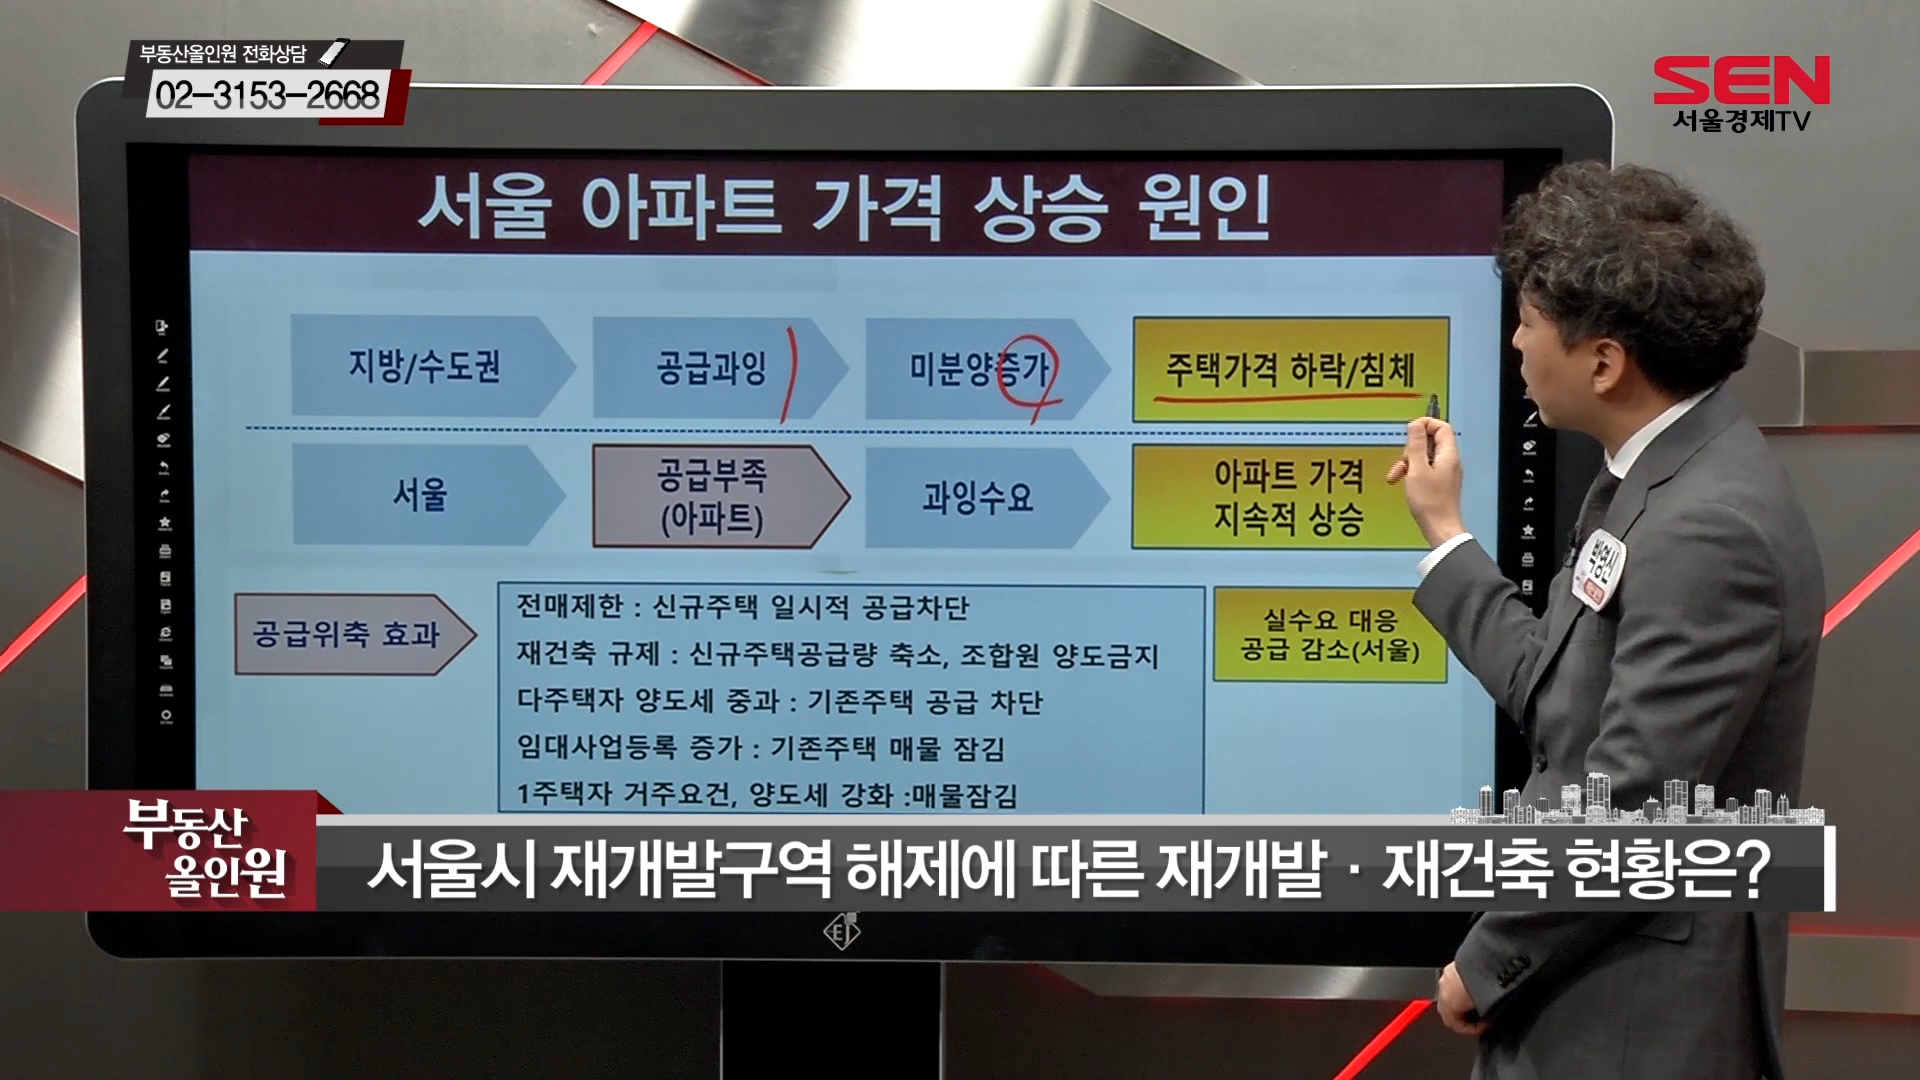 부동산올인원 전화상담
02-3153-2668
SEN
서울경제TV
서울 아파트 가격 상승 원인
지방/수도권
공급과잉
미분양증가
주택가격 하락/침체
서울
공급부족
(아파트)
과잉수요
아파트 가격
지속적 상승
공급위축 효과
전매제한 : 신규주택 일시적 공급차단
재건축 규제 : 신규주택공급량 축소, 조합원 양도금지
다주택자 양도세 중과 : 기존주택 공급 차단
임대사업등록 증가 : 기존주택 매물 잠김
1주택자 거주요건, 양도세 강화 :매물잠김
실수요 대응
공급 감소(서울)
박영신
부동산
올인원
서울시 재개발구역 해제에 따른 재개발 · 재건축 현황은?